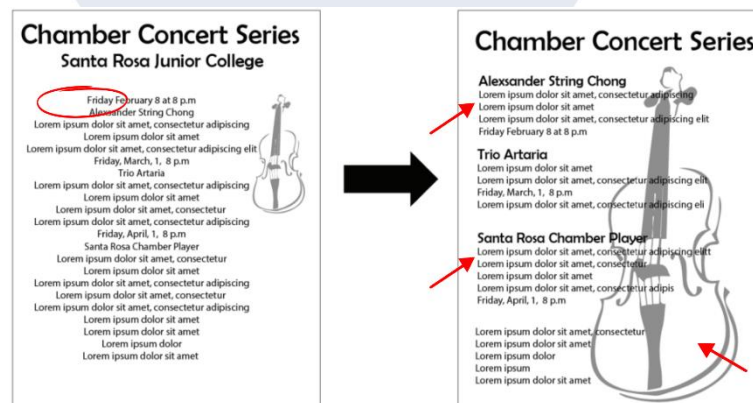 Chamber Concert Series
Santa Rosa Junior College
Friday February 8 at 8 p.m
Alexsander String Chong
Lorem ipsum dolor sit amet, consectetur adipiscing
Lorem ipsum dolor sit amet
Lorem ipsum dolor sit amet, consectetur adipiscing elit
Friday, March, 1, 8 p.m
Trio Artaria
Lorem ipsum dolor sit amet, consectetur adipiscing
Lorem ipsum dolor sit amet
Lorem ipsum dolor sit amet, consectetur
Lorem ipsum dolor sit amet, consectetur adipiscing
Friday, April, 1, 8 p.m
Santa Rosa Chamber Player
Lorem ipsum dolor sit amet, consectetur
Lorem ipsum dolor sit amet
Lorem ipsum dolor sit amet, consectetur adipiscing
Lorem ipsum dolor sit amet, consectetur
Lorem ipsum dolor sit amet, consectetur adipiscing
Lorem ipsum dolor sit amet
Lorem ipsum dolor sit amet
Lorem ipsum dolor
Lorem ipsum dolor sit amet
Chamber Concert Series
Alexsander String Chong
Lorem ipsum dolor sit amet, consectetur adipiscing
Lorem ipsum dolor sit amet
Lorem ipsum dolor sit amet, consectetur adipiscing elit
Friday February 8 at 8 p.m
Trio Artaria
Lorem ipsum dolor sit amet
Lorem ipsum dolor sit amet, consectetur adipiscing elit
Friday, March, 1, 8 p.m
Lorem ipsum dolor sit amet, consectetur adipiscing eli
Santa Rosa Chamber Player
Lorem ipsum dolor sit amet, consectetur adipiscing elitt
Lorem ipsum dolor sit amet, consectetur
Lorem ipsum dolor sit amet
Lorem ipsum dolor sit amet, consectetur adipis
Friday, April, 1, 8 p.m
Lorem ipsum dolor sit amet, consectetur
Lorem ipsum dolor sit amet
Lorem ipsum dolor
Lorem ipsum
Lorem ipsum dolor sit amet